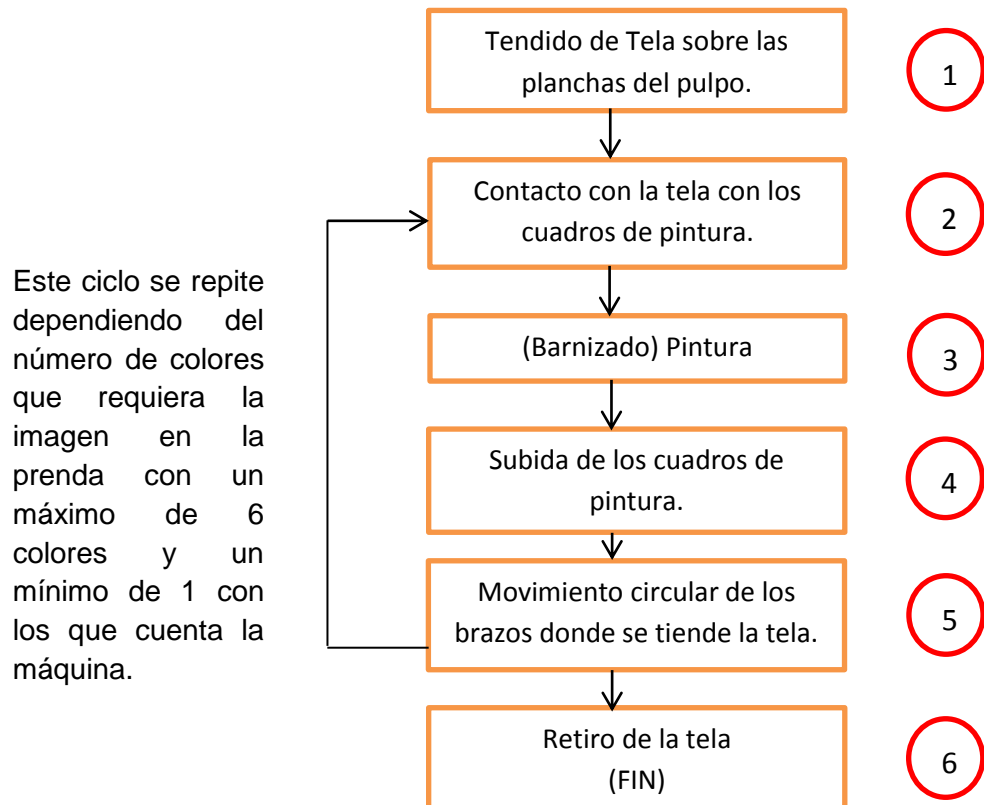 Tendido de Tela sobre las
planchas del pulpo.
1
Contacto con la tela con los
cuadros de pintura.
2
(Barnizado) Pintura
3
Subida de los cuadros de
pintura.
4
Movimiento circular de los
brazos donde se tiende la tela.
5
Retiro de la tela
(FIN)
6
Este ciclo se repite
dependiendo del
número de colores
que requiera la
imagen en la
prenda con un
máximo de 6
colores y un
mínimo de 1 con
los que cuenta la
máquina.